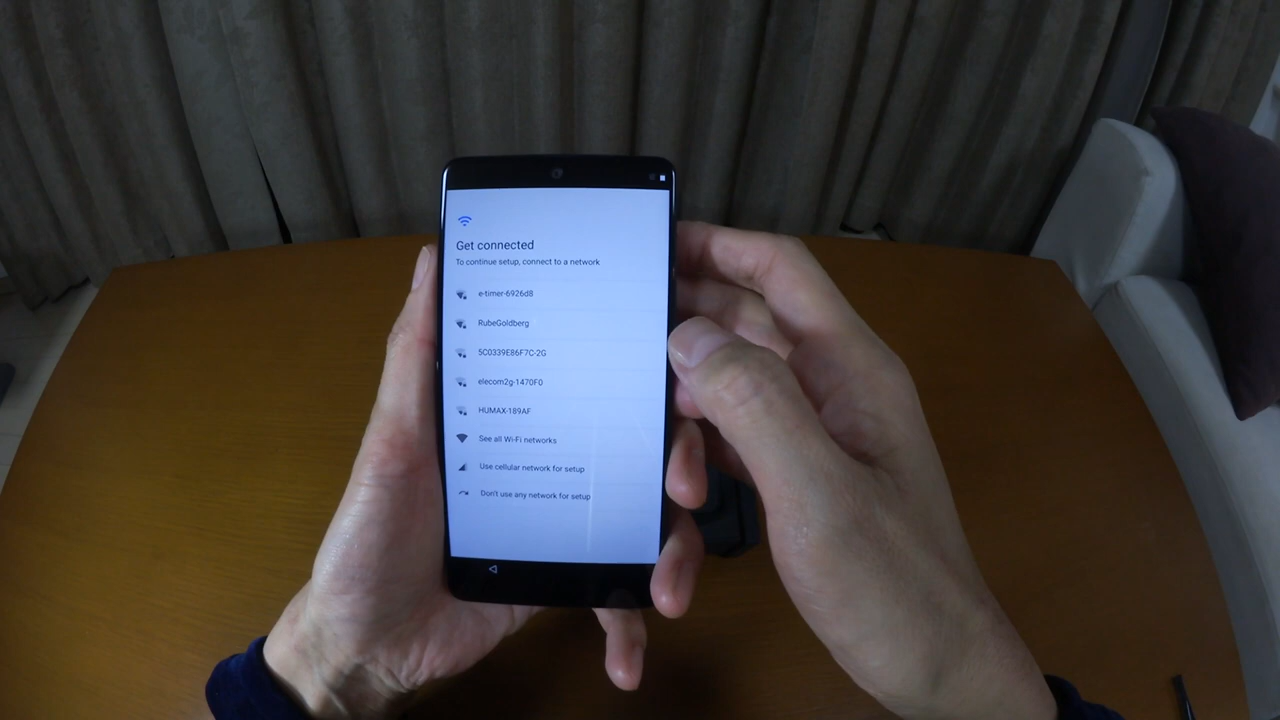 Get connected
To continue setup, connect to a network
e-timer-6926d8
RubeGoldberg
5C0339E86F7C-2G
elecom2g-1470F0
HUMAX-189AF
See all Wi-Fi networks
Use cellular network for setup
Don't use any network for setup